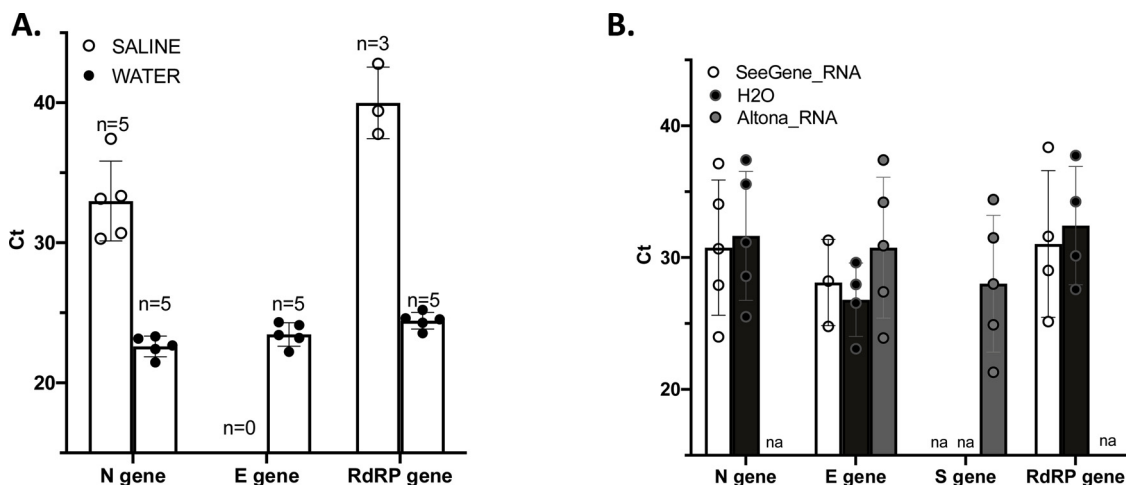 A.
SALINE
WATER
n=5
n=5
n=0
n=5
n=3
n=5
Ct
40
30
20
N gene
E gene
RdRP gene
B.
SeeGene_RNA
H2O
Altona_RNA
Ct
40
30
20
na
na
na
na
N gene
E gene
S gene
RdRP gene